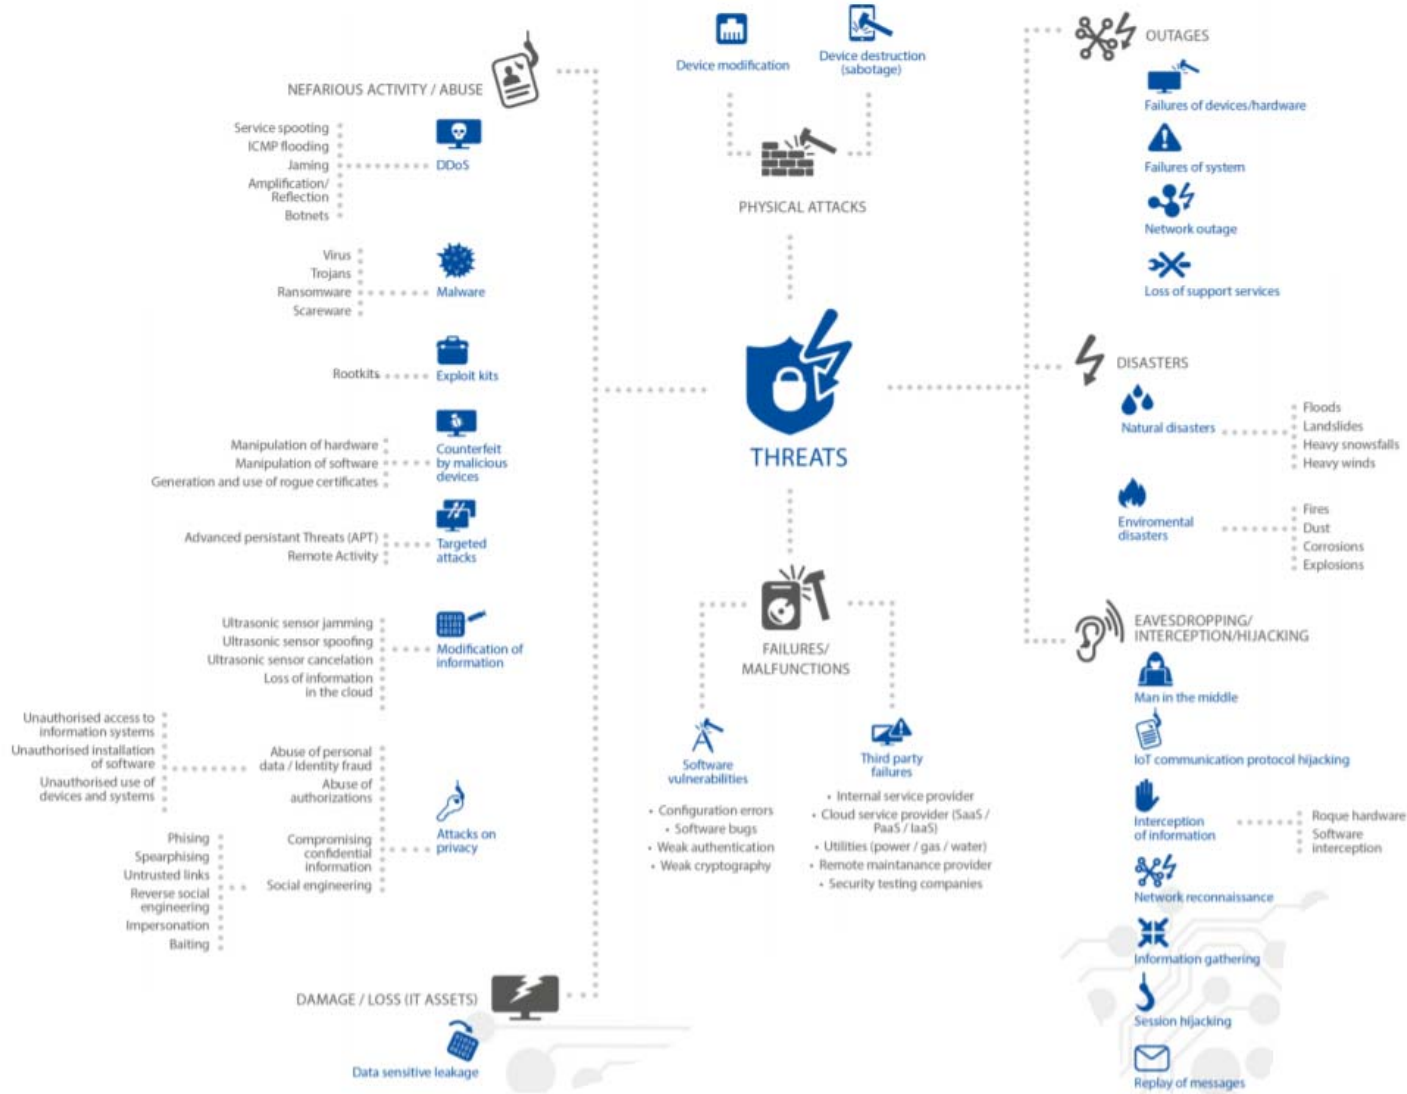 Device modification
Device destruction
(sabotage)
PHYSICAL ATTACKS
NEFARIOUS ACTIVITY / ABUSE
Service spooting
ICMP flooding
Jaming
Amplification/
Reflection
Botnets
DDoS
Virus
Trojans
Ransomware
Scareware
Malware
Rootkits
Exploit kits
Manipulation of hardware
Manipulation of software
Generation and use of rogue certificates
Counterfeit
by malicious
devices
Advanced persistant Threats (APT)
Remote Activity
Targeted
attacks
Ultrasonic sensor jamming
Ultrasonic sensor spoofing
Ultrasonic sensor cancelation
Loss of information
in the cloud
Modification of
information
Unauthorised access to
information systems
Unauthorised installation
of software
Unauthorised use of
devices and systems
Abuse of personal
data / Identity fraud
Abuse of
authorizations
Compromising
confidential
information
Social engineering
Attacks on
privacy
Phising
Spearphising
Untrusted links
Reverse social
engineering
Impersonation
Baiting
DAMAGE / LOSS (IT ASSETS)
Data sensitive leakage
THREATS
FAILURES/
MALFUNCTIONS
Software
vulnerabilities
• Configuration errors
• Software bugs
• Weak authentication
• Weak cryptography
Third party
failures
• Internal service provider
• Cloud service provider (SaaS /
PaaS / IaaS)
• Utilities (power / gas / water)
• Remote maintanance provider
• Security testing companies
OUTAGES
Failures of devices/hardware
Failures of system
Network outage
Loss of support services
DISASTERS
Natural disasters
Floods
Landslides
Heavy snowsfalls
Heavy winds
Enviromental
disasters
Fires
Dust
Corrosions
Explosions
EAVESDROPPING/
INTERCEPTION/HIJACKING
Man in the middle
IoT communication protocol hijacking
Interception
of information
Roque hardware
Software
interception
Network reconnaissance
Information gathering
Session hijacking
Replay of messages